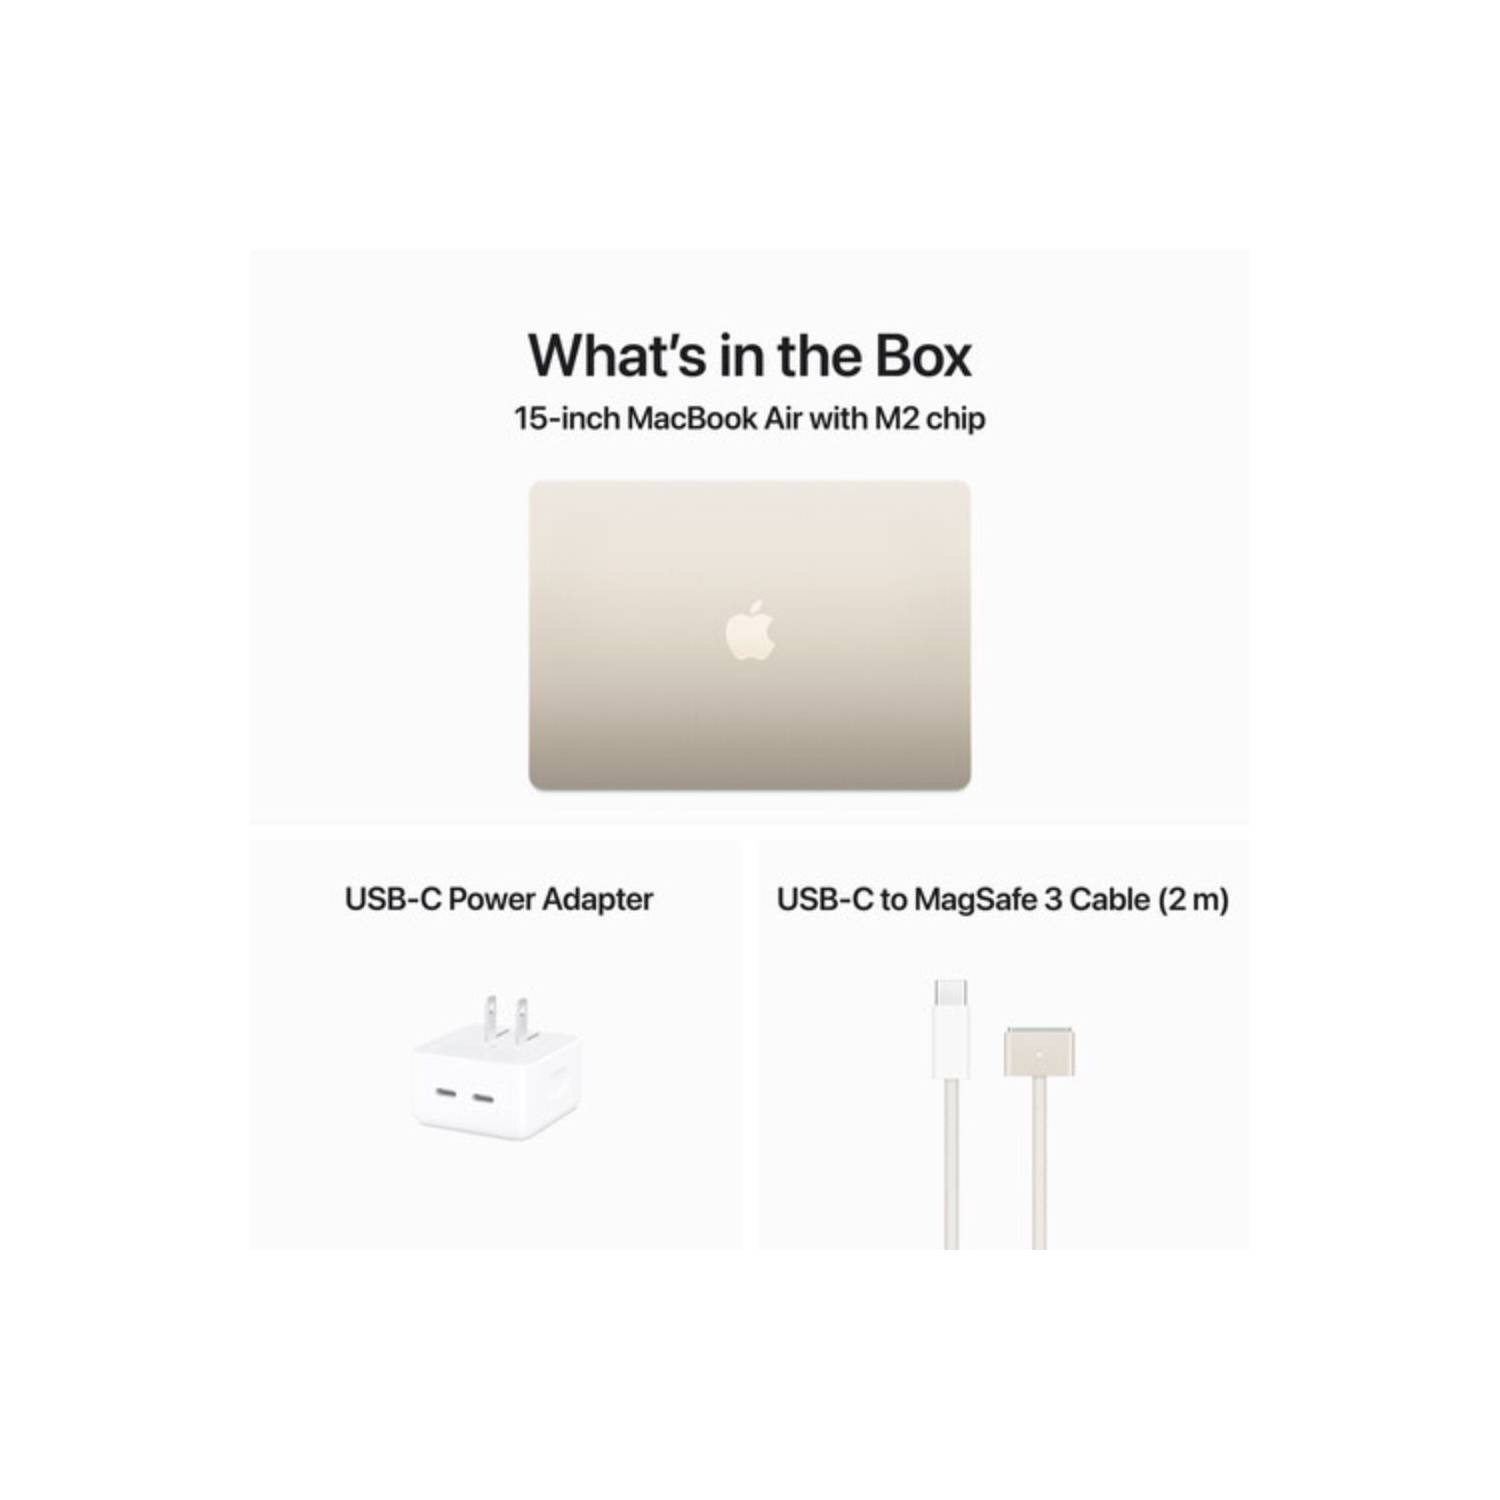 What’s in the Box
15-inch MacBook Air with M2 chip
USB-C Power Adapter
USB-C to MagSafe 3 Cable (2 m)